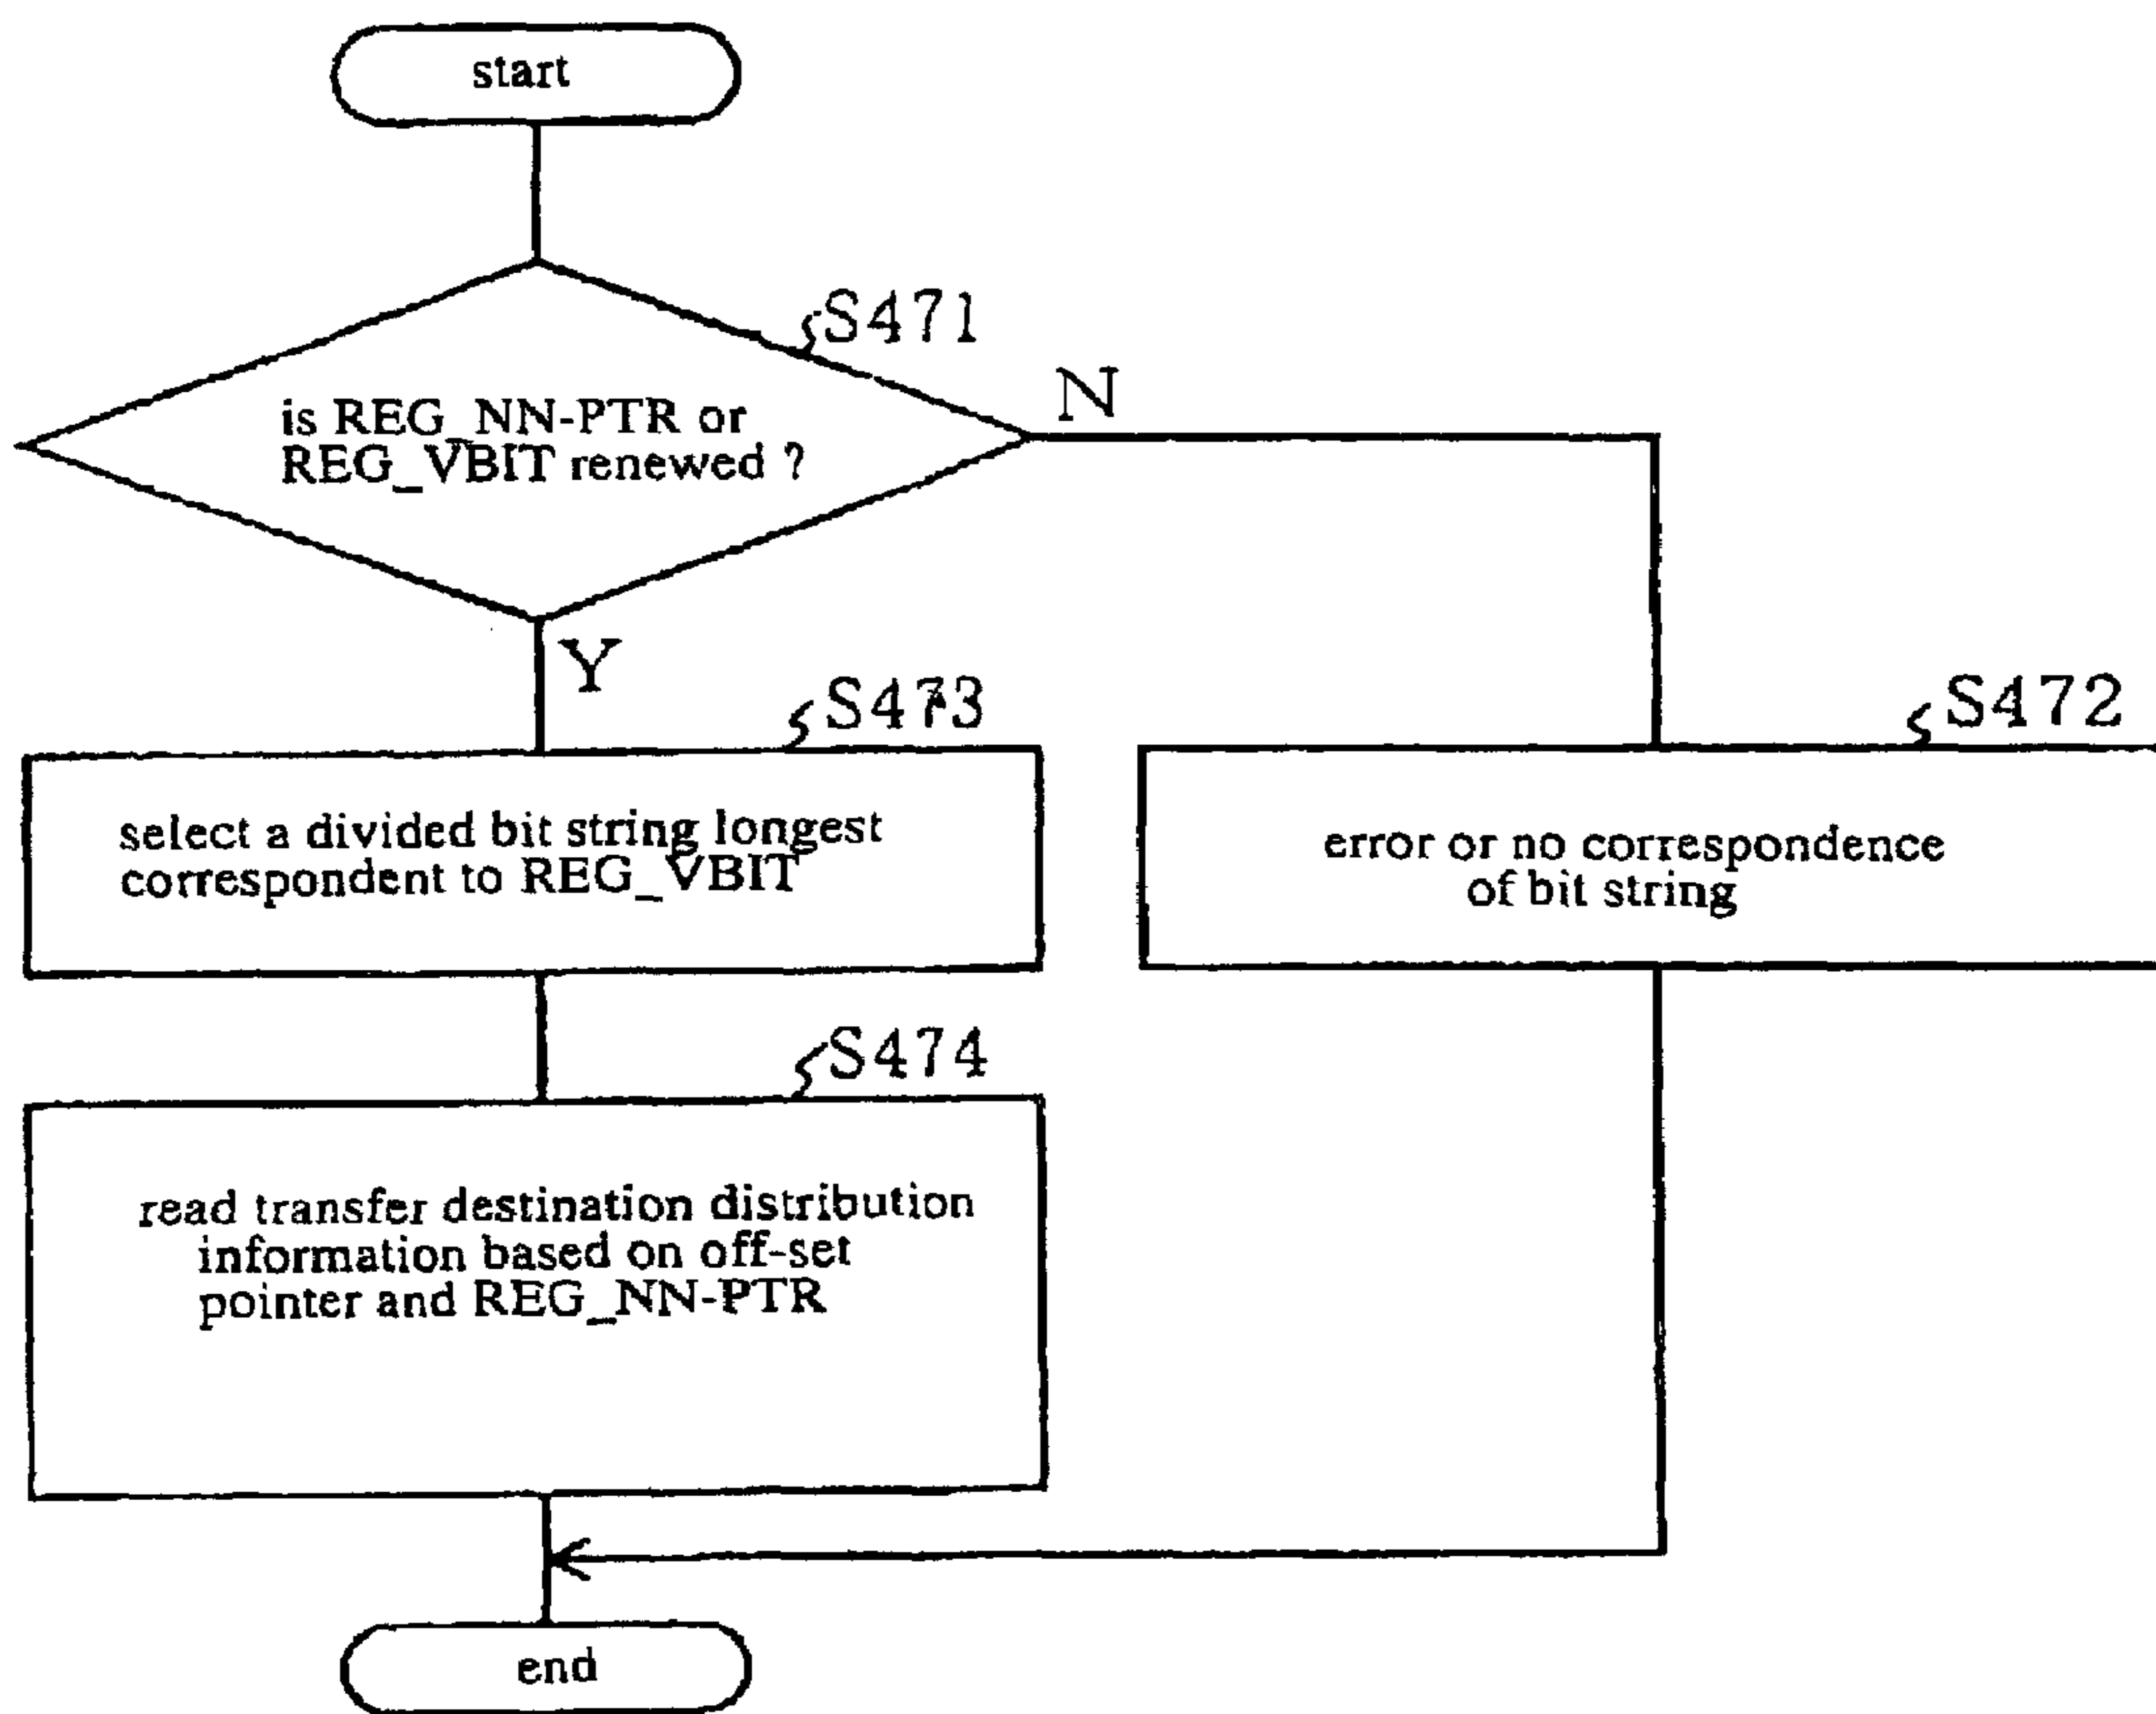 start
S471
is REG_NN-PTR or
REG_VBIT renewed ?
N
Y
S473
S472
select a divided bit string longest
correspondent to REG_VBIT
error or no correspondence
of bit string
S474
read transfer destination distribution
information based on off-set
pointer and REG_NN-PTR
end